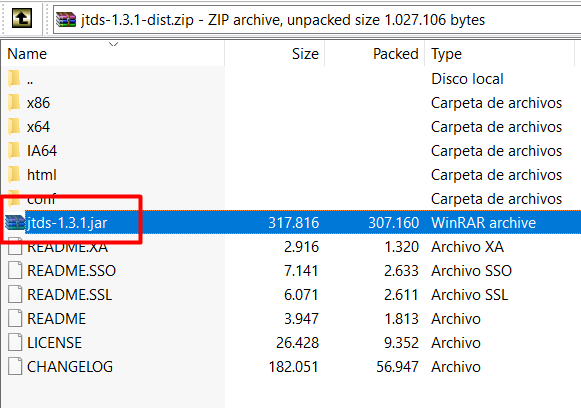 jtds-1.3.1-dist.zip - ZIP archive, unpacked size 1.027.106 bytes
Name Size Packed Type
.. Disco local
x86 Carpeta de archivos
x64 Carpeta de archivos
IA64 Carpeta de archivos
html Carpeta de archivos
conf Carpeta de archivos
jtds-1.3.1.jar 317.816 307.160 WinRAR archive
README.XA 2.916 1.320 Archivo XA
README.SSO 7.141 2.633 Archivo SSO
README.SSL 6.071 2.611 Archivo SSL
README 3.947 1.813 Archivo
LICENSE 26.428 9.352 Archivo
CHANGELOG 182.051 56.947 Archivo